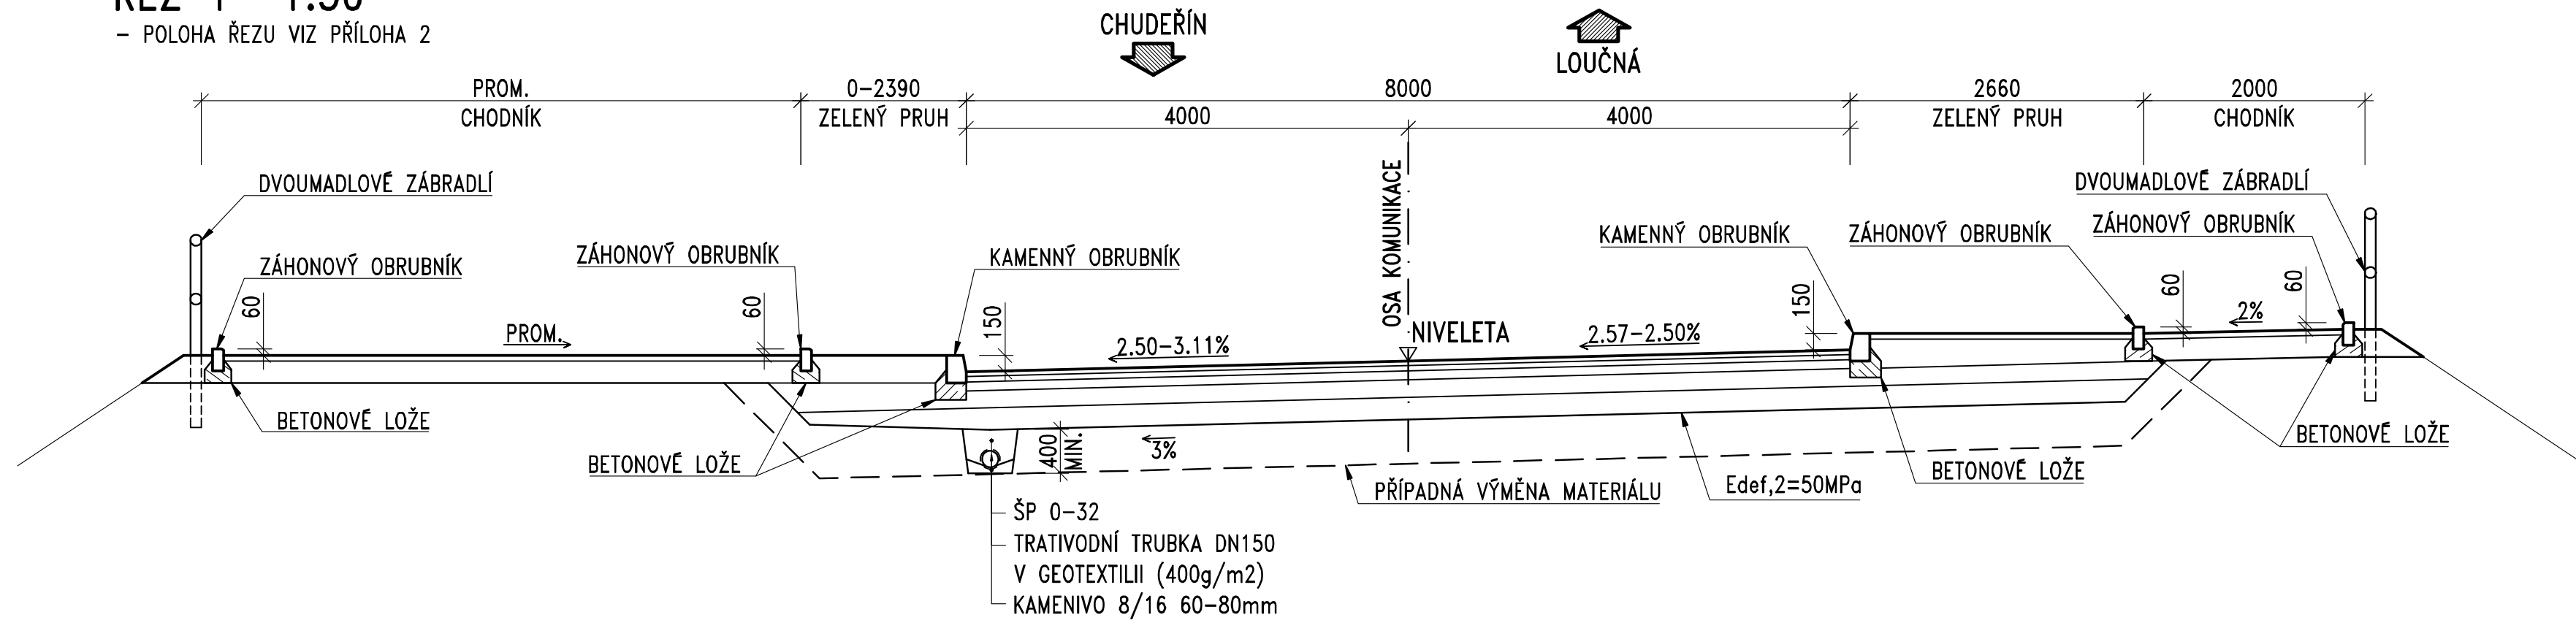 - POLOHA ŘEZU VIZ PŘÍLOHA 2
CHUDEŘÍN
LOUČNÁ
PROM.
0-2390
8000
2660
2000
CHODNÍK
ZELENÝ PRUH
4000
4000
ZELENÝ PRUH
CHODNÍK
OSA KOMUNIKACE
DVOUMADLOVÉ ZÁBRADLÍ
DVOUMADLOVÉ ZÁBRADLÍ
ZÁHONOVÝ OBRUBNÍK
ZÁHONOVÝ OBRUBNÍK
KAMENNÝ OBRUBNÍK
KAMENNÝ OBRUBNÍK
ZÁHONOVÝ OBRUBNÍK
ZÁHONOVÝ OBRUBNÍK
60
60
150
150
60
60
PROM.
2.50-3.11%
NIVELETA
2.57-2.50%
2%
BETONOVÉ LOŽE
BETONOVÉ LOŽE
400
MIN.
3%
PŘÍPADNÁ VÝMĚNA MATERIÁLU
Edef,2=50MPa
BETONOVÉ LOŽE
BETONOVÉ LOŽE
ŠP 0-32
TRATIVODNÍ TRUBKA DN150
V GEOTEXTILII (400g/m2)
KAMENIVO 8/16 60-80mm